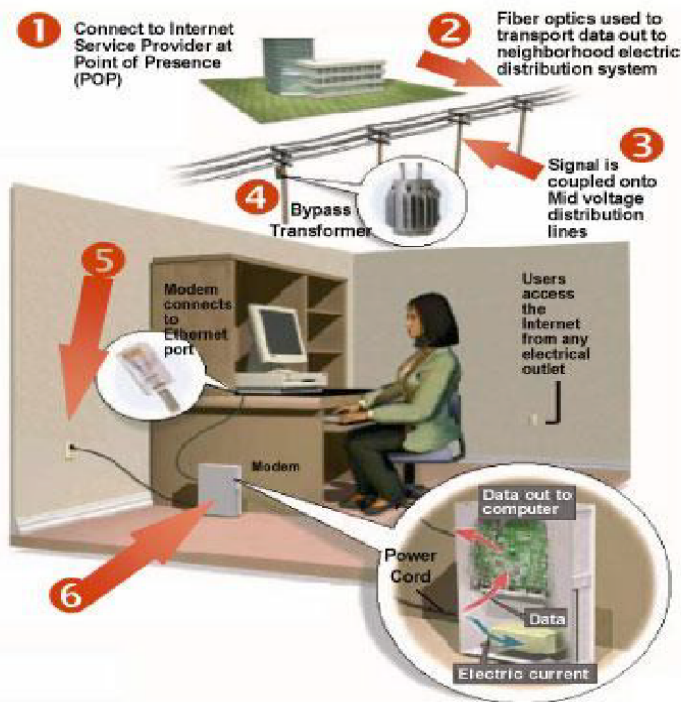 1
Connect to Internet
Service Provider at
Point of Presence
(POP)
2
Fiber optics used to
transport data out to
neighborhood electric
distribution system
3
Signal is
coupled onto
Mid voltage
distribution
lines
4
Bypass
Transformer
5
Modem
connects
to
Ethernet
port
Users
access
the
Internet
from any
electrical
outlet
Modem
6
Data out to
computer
Power
Cord
Data
Electric current